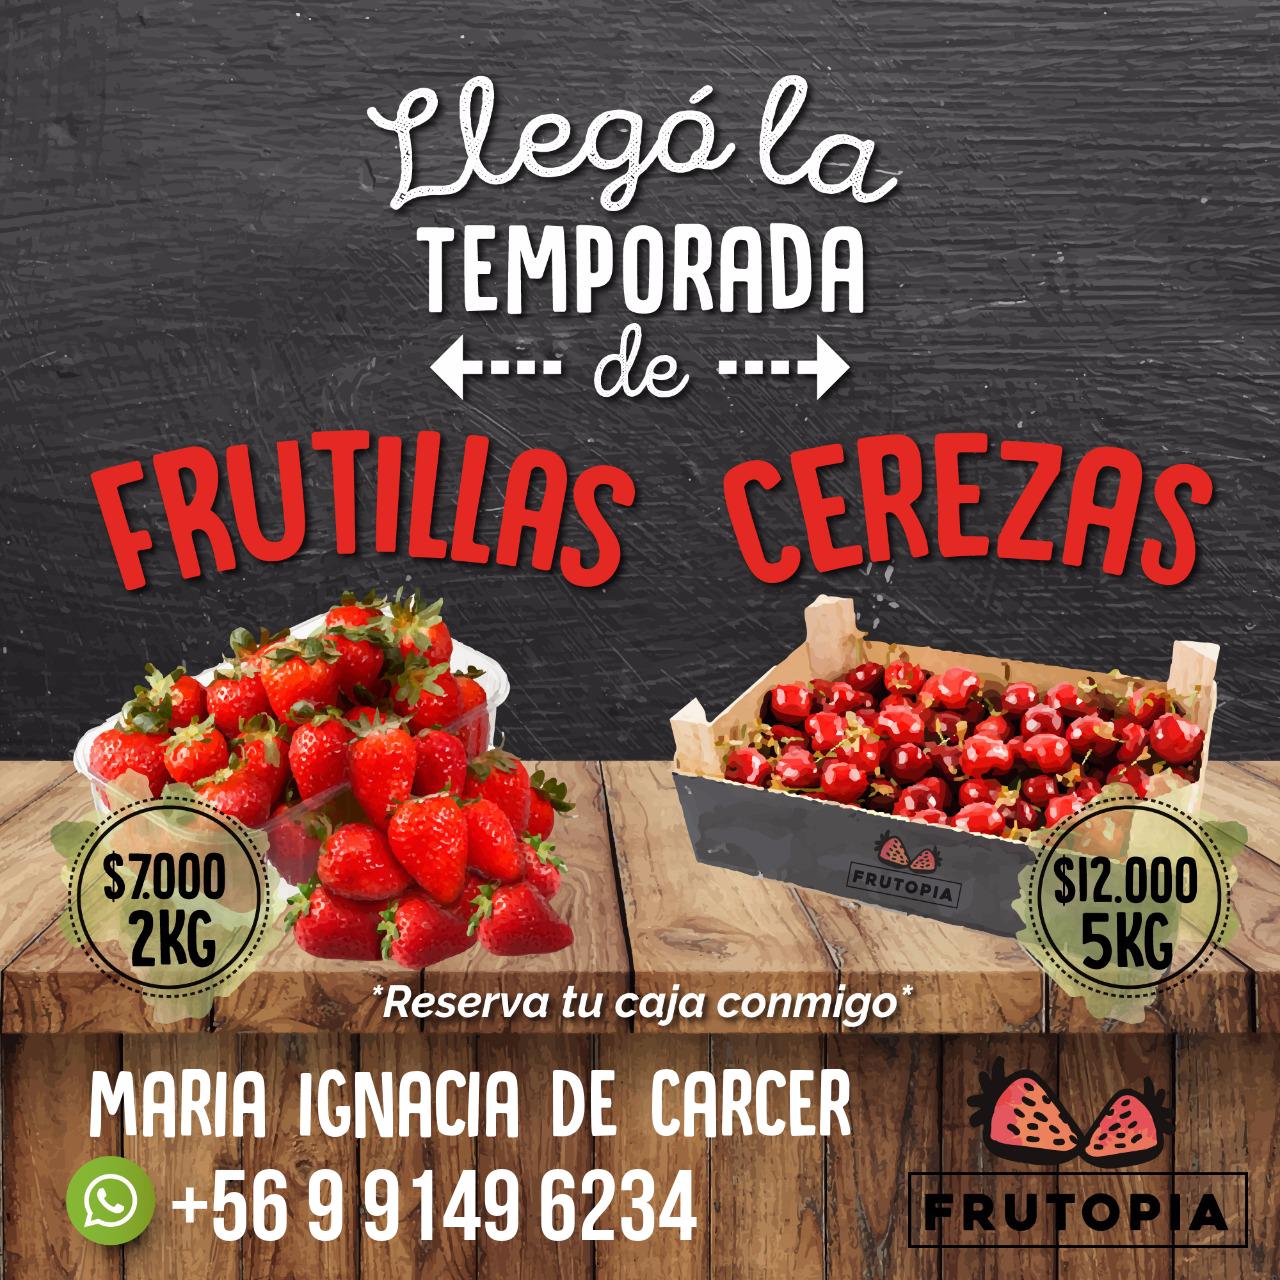 Llegó la
TEMPORADA
de
FRUTILLAS CEREZAS
FRUTOPIA
$7.000
2KG
$12.000
5KG
*Reserva tu caja conmigo*
MARIA IGNACIA DE CARCER
+56 9 9149 6234
FRUTOPIA